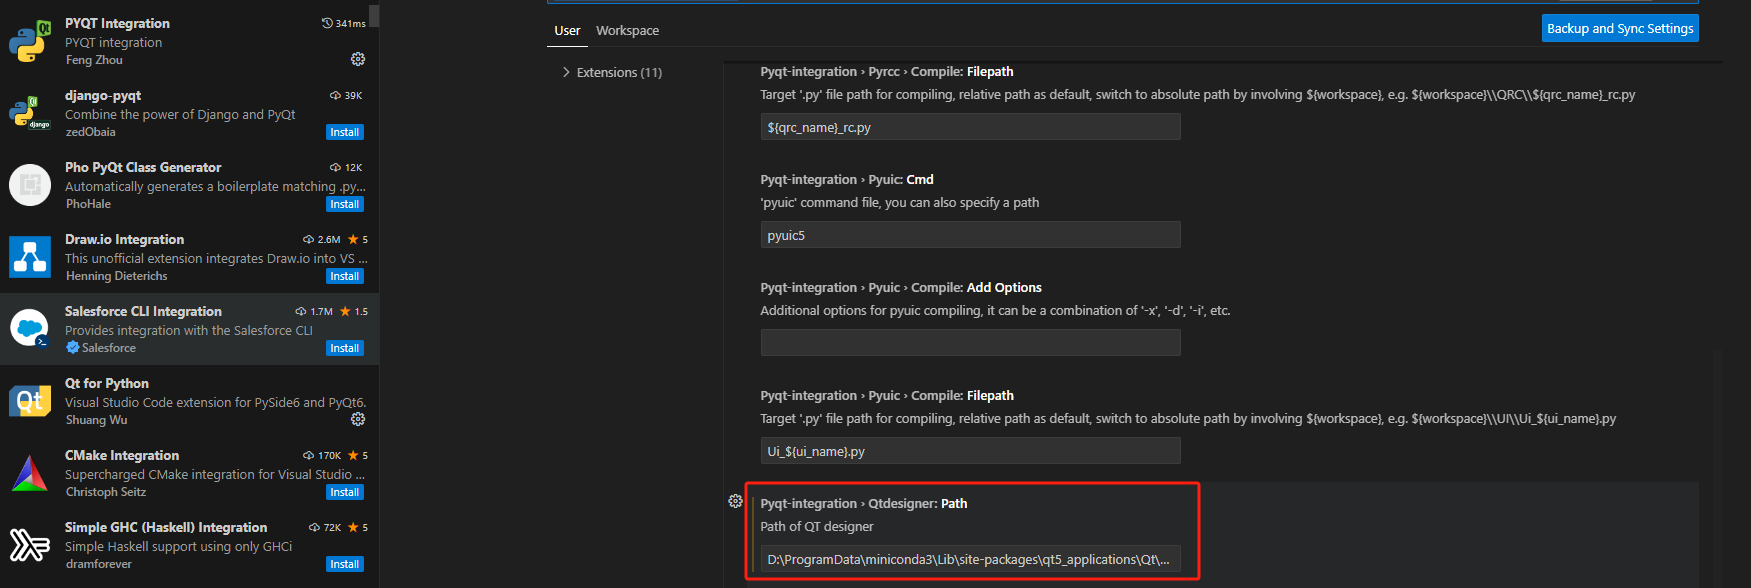 PYQT Integration
341ms
PYQT integration
Feng Zhou
django-pyqt
39K
Combine the power of Django and PyQt
zedObaia
Install
Pho PyQt Class Generator
12K
Automatically generates a boilerplate matching .py...
PhoHale
Install
Draw.io Integration
2.6M ★ 5
This unofficial extension integrates Draw.io into VS ...
Henning Dieterichs
Install
Salesforce CLI Integration
1.7M ★ 1.5
Provides integration with the Salesforce CLI
Salesforce
Install
Qt for Python
Visual Studio Code extension for PySide6 and PyQt6.
Shuang Wu
CMake Integration
170K ★ 5
Supercharged CMake integration for Visual Studio ...
Christoph Seitz
Install
Simple GHC (Haskell) Integration
72K ★ 5
Simple Haskell support using only GHCi
dramforever
Install
User
Workspace
Backup and Sync Settings
Extensions (11)
Pyqt-integration › Pyrcc › Compile: Filepath
Target '.py' file path for compiling, relative path as default, switch to absolute path by involving ${workspace}, e.g. ${workspace}\\QRC\\${qrc_name}_rc.py
${qrc_name}_rc.py
Pyqt-integration › Pyuic: Cmd
'pyuic' command file, you can also specify a path
pyuic5
Pyqt-integration › Pyuic › Compile: Add Options
Additional options for pyuic compiling, it can be a combination of '-x', '-d', '-i', etc.
Pyqt-integration › Pyuic › Compile: Filepath
Target '.py' file path for compiling, relative path as default, switch to absolute path by involving ${workspace}, e.g. ${workspace}\\UI\\Ui_${ui_name}.py
Ui_${ui_name}.py
Pyqt-integration › Qtdesigner: Path
Path of QT designer
D:\ProgramData\miniconda3\Lib\site-packages\qt5_applications\Qt\...